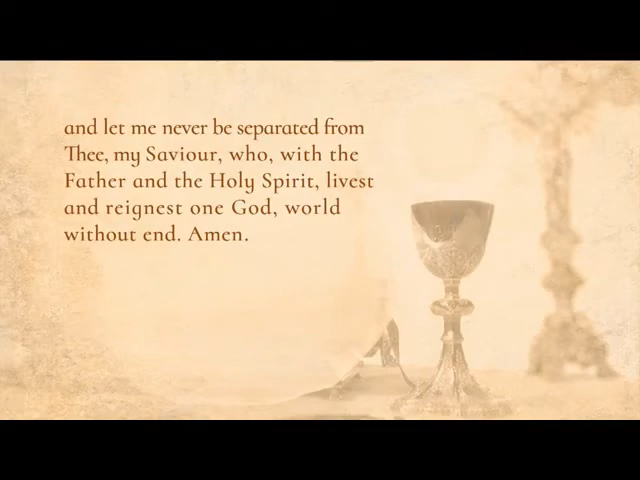 and let me never be separated from
Thee, my Saviour, who, with the
Father and the Holy Spirit, livest
and reignest one God, world
without end. Amen.